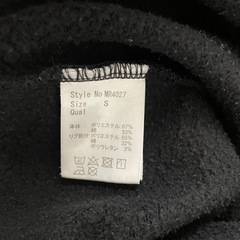 Style No MR4027
Size S
Qual
本体 ポリエステル 67%
綿 33%
リブ部分 ポリエステル 65%
綿 32%
ポリウレタン 3%